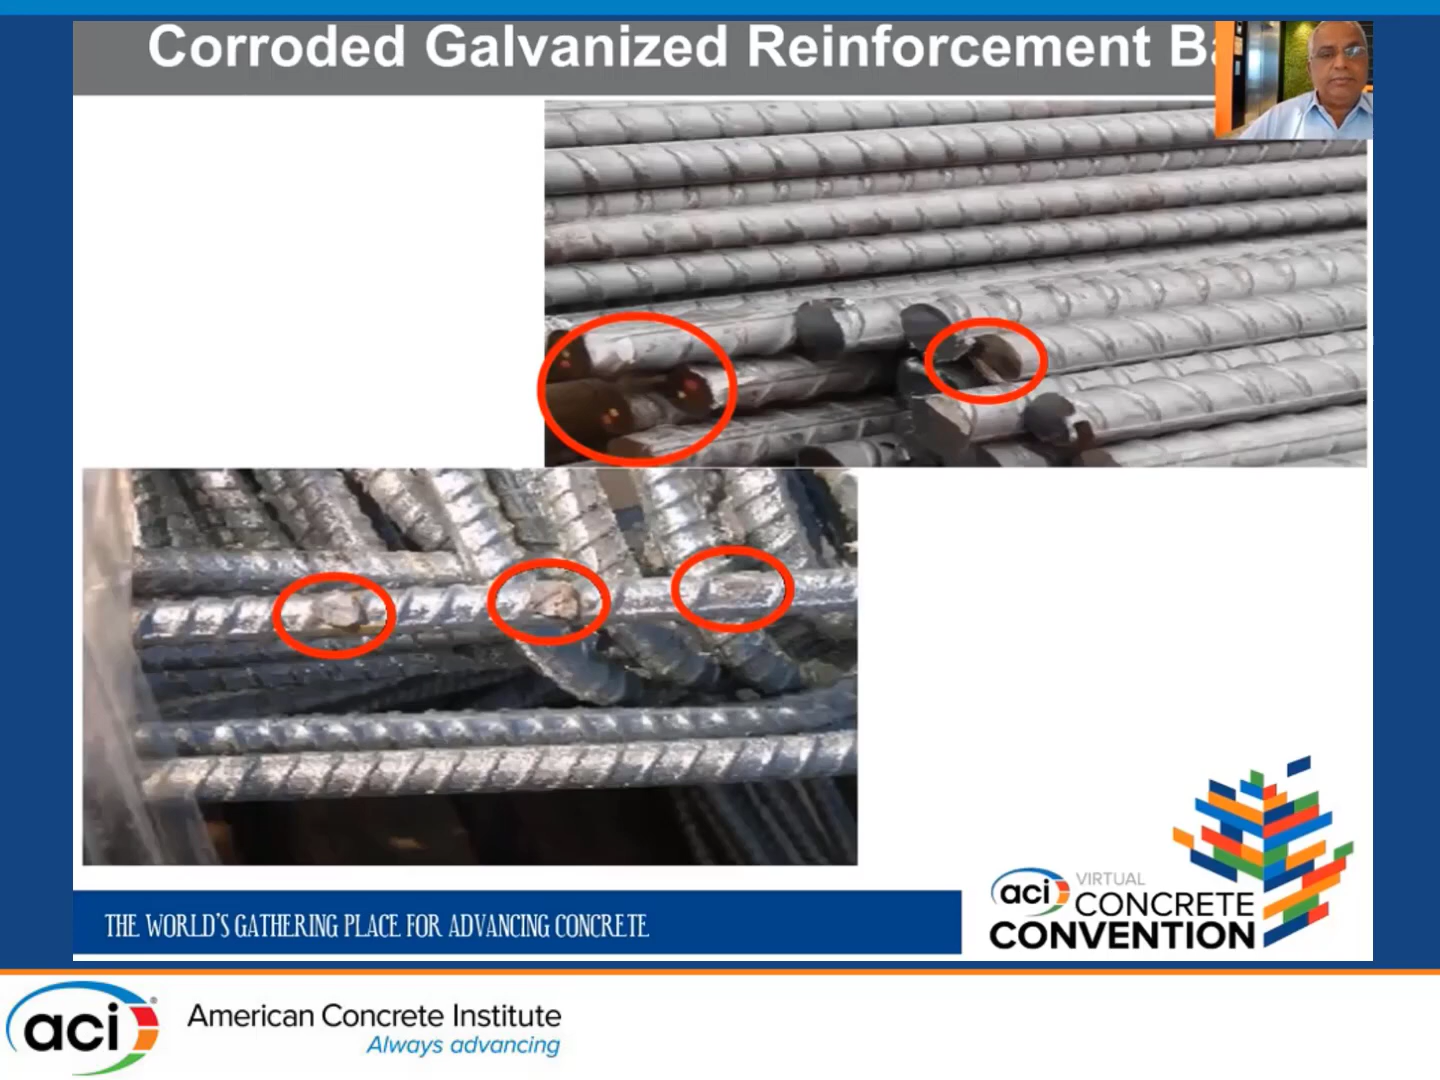 Corroded Galvanized Reinforcement
THE WORLD'S GATHERING PLACE FOR ADVANCING CONCRETE
aci VIRTUAL
CONCRETE
CONVENTION
aci ®
American Concrete Institute
Always advancing